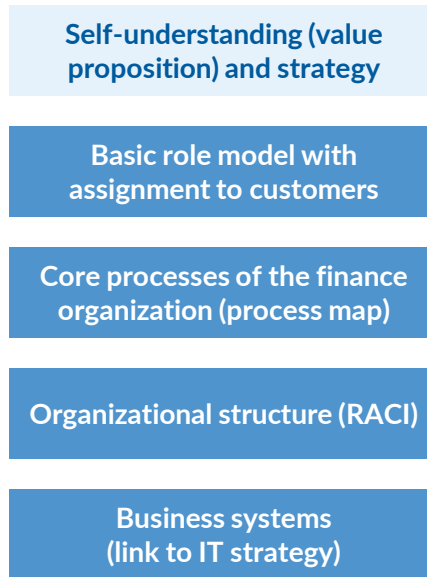 Self-understanding (value
proposition) and strategy
Basic role model with
assignment to customers
Core processes of the finance
organization (process map)
Organizational structure (RACI)
Business systems
(link to IT strategy)